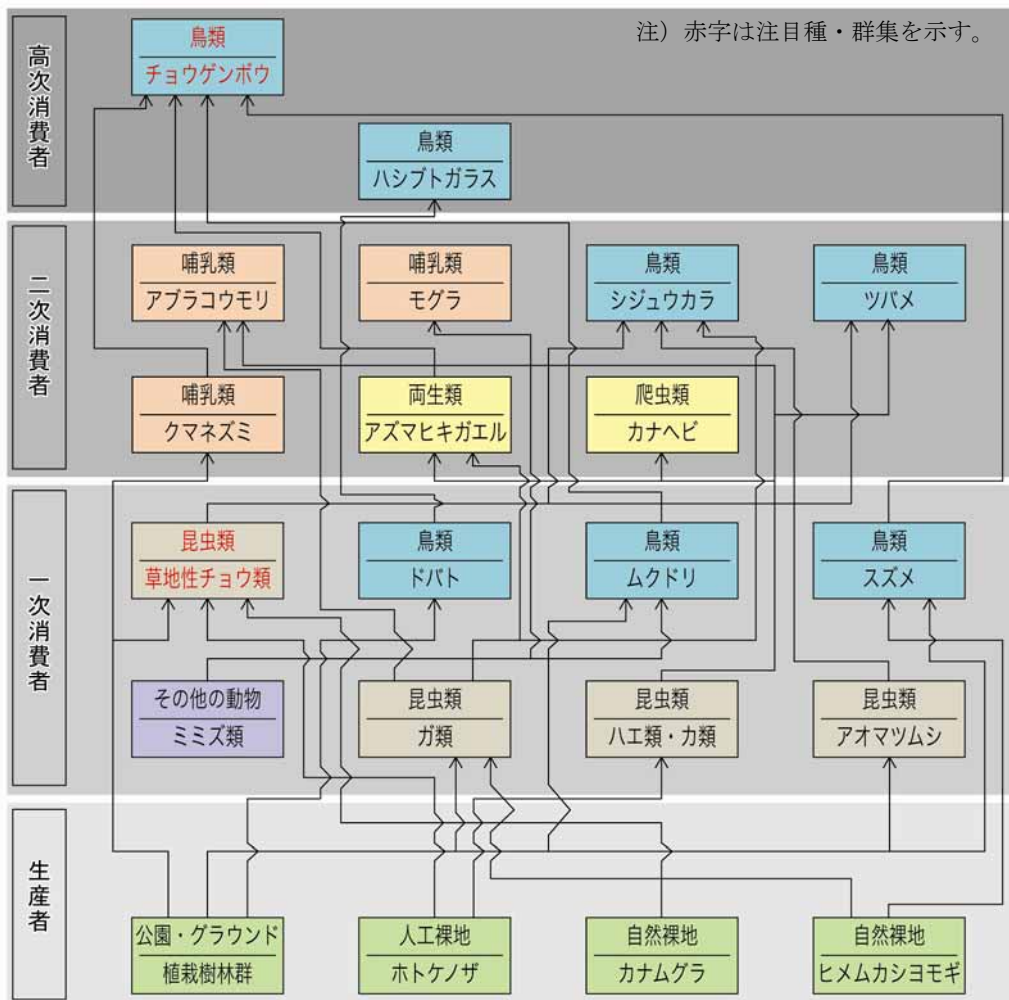 注）赤字は注目種・群集を示す。
高次消費者
鳥類
チョウゲンボウ
鳥類
ハシブトガラス
二次消費者
哺乳類
アブラコウモリ
哺乳類
モグラ
鳥類
シジュウカラ
鳥類
ツバメ
哺乳類
クマネズミ
両生類
アズマヒキガエル
爬虫類
カナヘビ
一次消費者
昆虫類
草地性チョウ類
鳥類
ドバト
鳥類
ムクドリ
鳥類
スズメ
その他の動物
ミミズ類
昆虫類
ガ類
昆虫類
ハエ類・カ類
昆虫類
アオマツムシ
生産者
公園・グラウンド
植栽樹林群
人工裸地
ホトケノザ
自然裸地
カナムグラ
自然裸地
ヒメムカシヨモギ